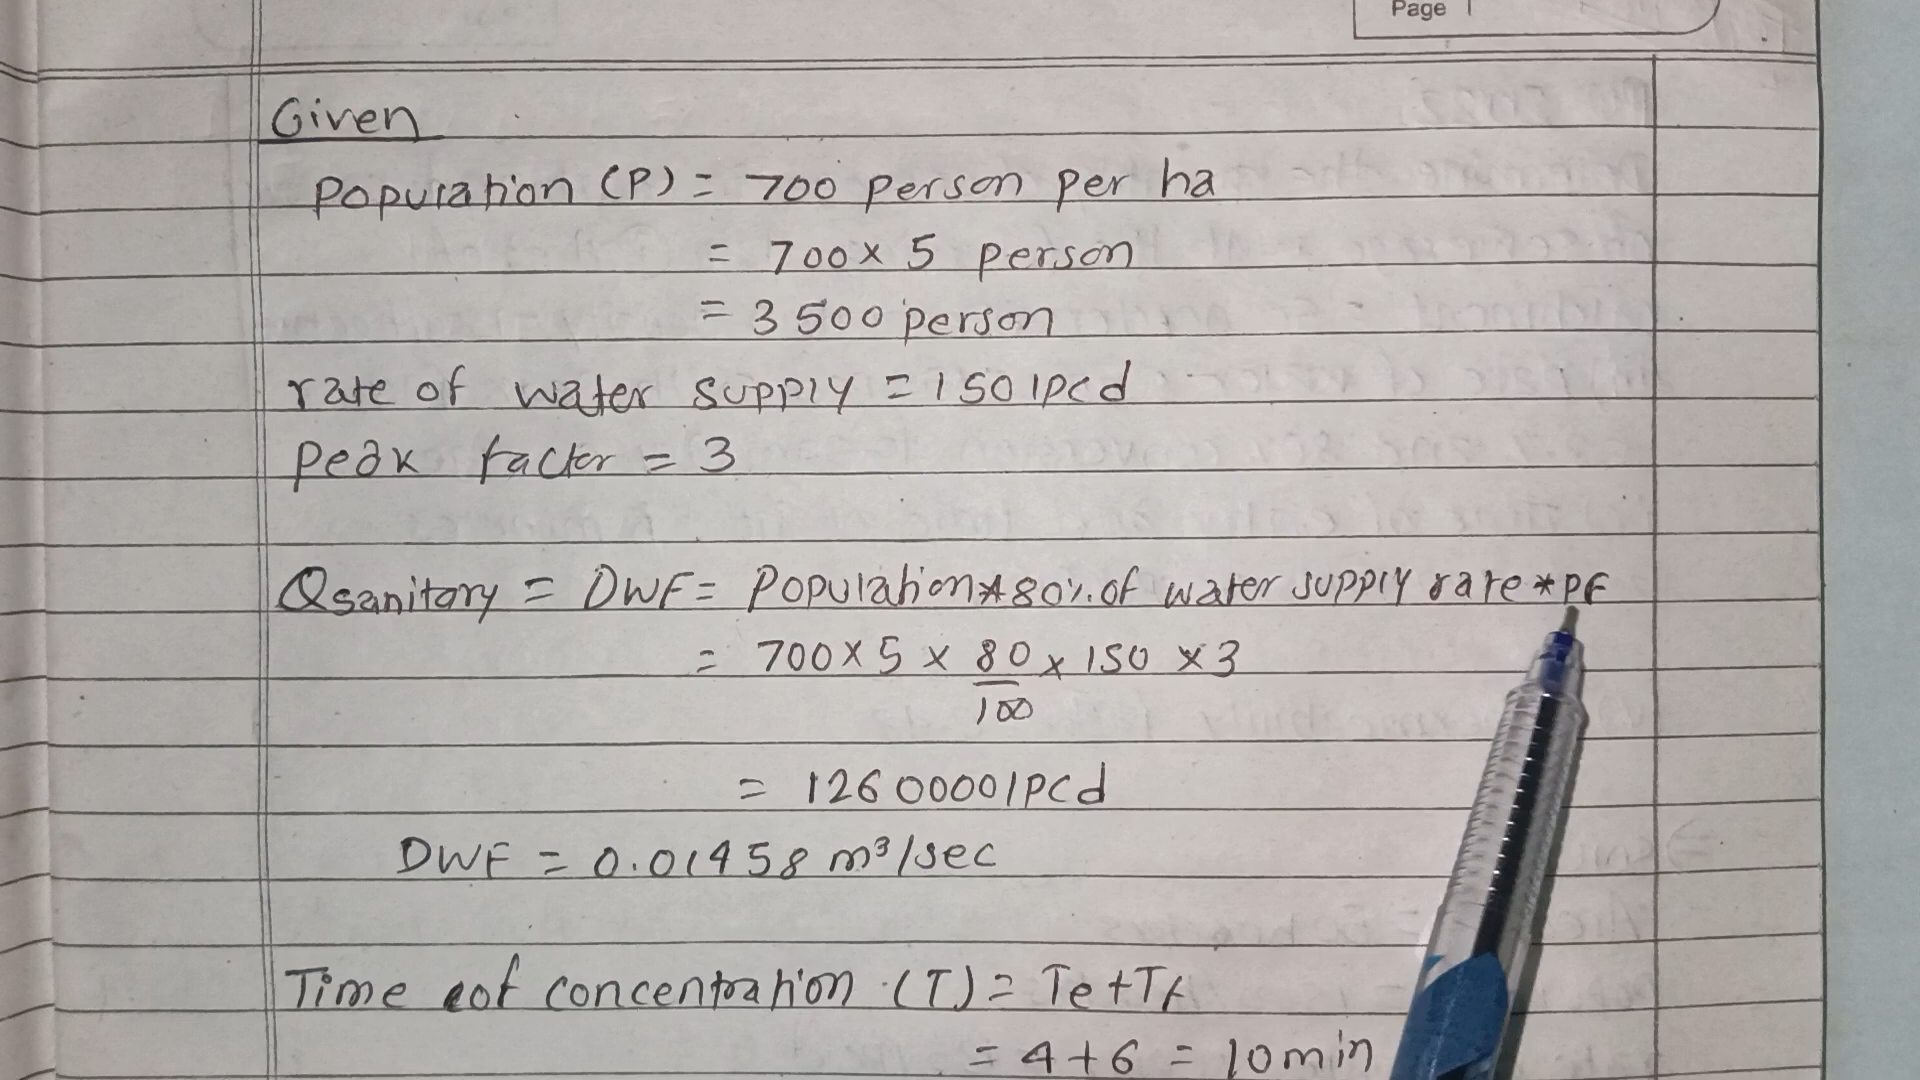 Page 1
Given
Population (P) = 700 person per ha
= 700 x 5 person
= 3500 person
rate of water supply = 150 lpcd
Peak factor = 3
Qsanitory = DWF = Population * 80% of water supply rate * PF
= 700 x 5 x 80/100 x 150 x 3
= 1260000 lpcd
DWF = 0.01458 m³/sec
Time of concentration (T) = Te + Tf
= 4 + 6 = 10 min